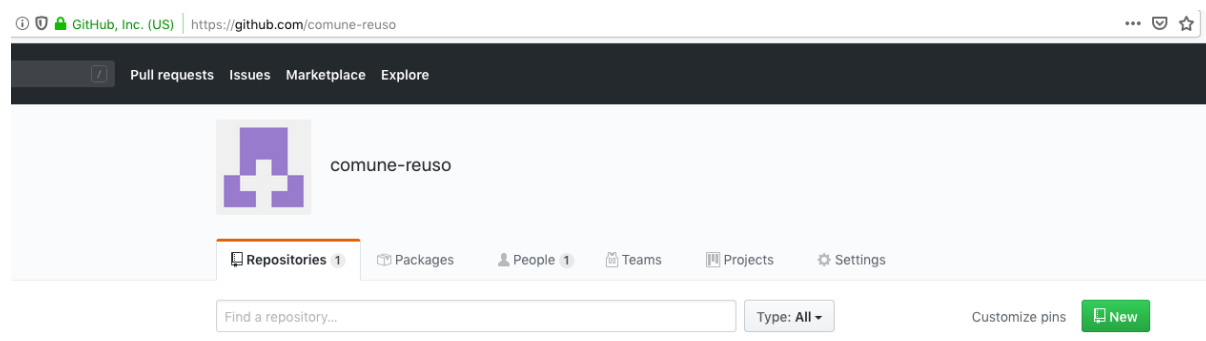 GitHub, Inc. (US) https://github.com/comune-reuso
/ Pull requests Issues Marketplace Explore
comune-reuso
Repositories 1 Packages People 1 Teams Projects Settings
Find a repository... Type: All Customize pins New